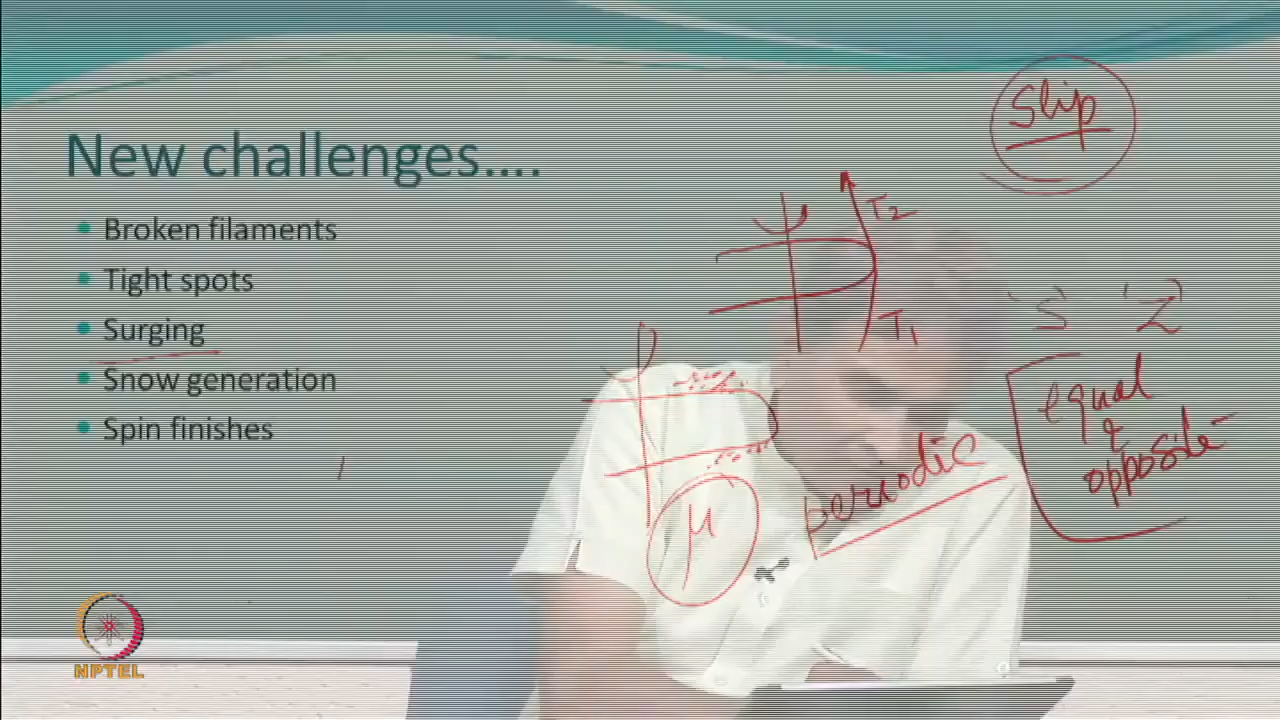 New challenges....
Broken filaments
Tight spots
Surging
Snow generation
Spin finishes
Slip
T2
T1
'S' 'Z'
equal
&
opposite
periodic
μ
NPTEL